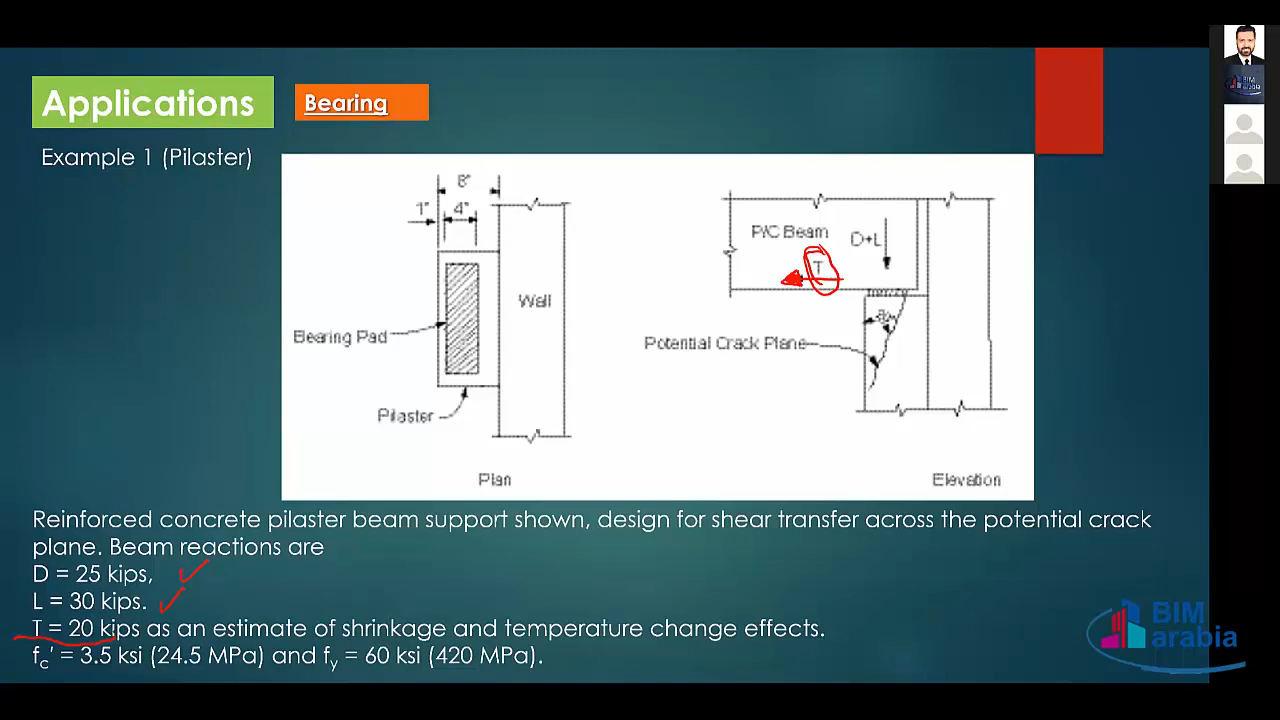 Applications
Bearing
Example 1 (Pilaster)
8"
1"
4"
Wall
Bearing Pad
Pilaster
Plan
P/C Beam
D+L
T
Potential Crack Plane
Elevation
Reinforced concrete pilaster beam support shown, design for shear transfer across the potential crack
plane. Beam reactions are
D = 25 kips,
L = 30 kips.
T = 20 kips as an estimate of shrinkage and temperature change effects.
fc′ = 3.5 ksi (24.5 MPa) and fy = 60 ksi (420 MPa).
BIM
arabia
BIM
arabia